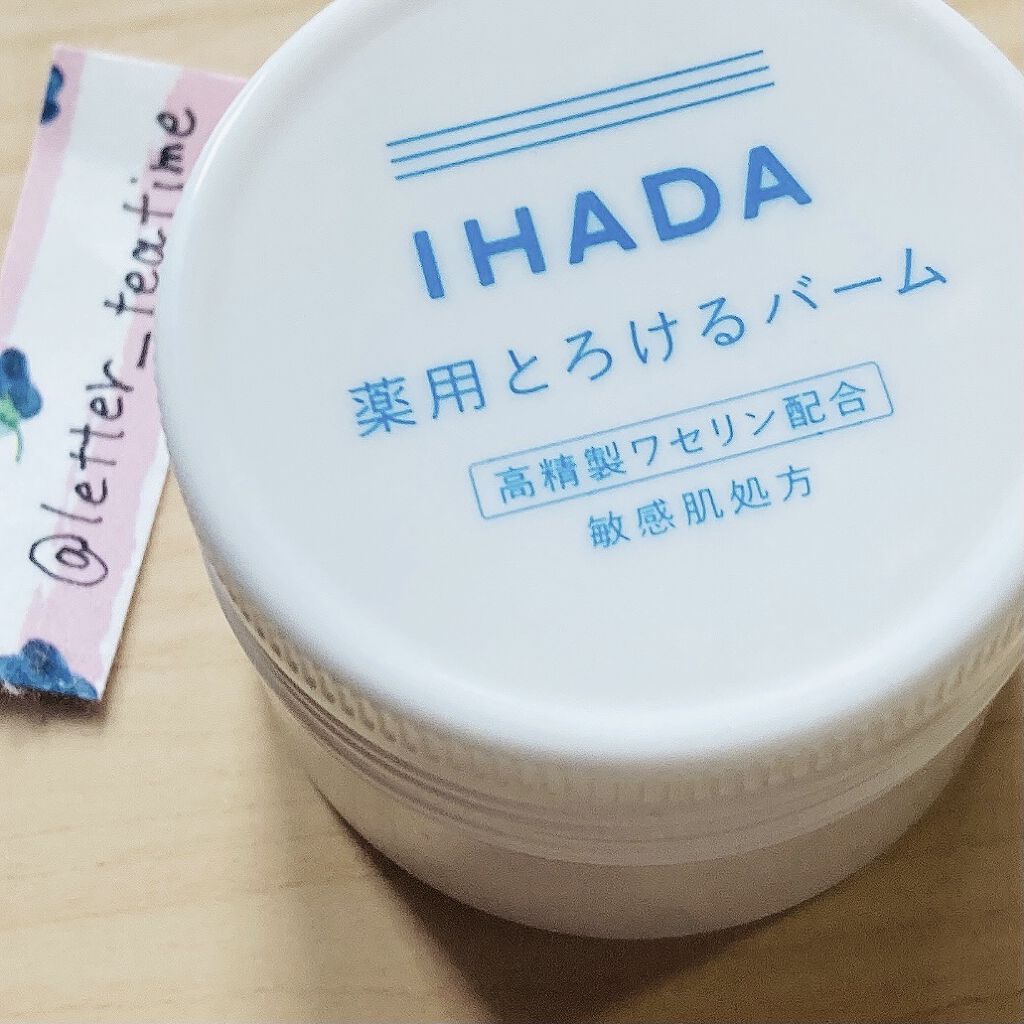 @letter_teatime
IHADA
薬用とろけるバーム
高精製ワセリン配合
敏感肌処方